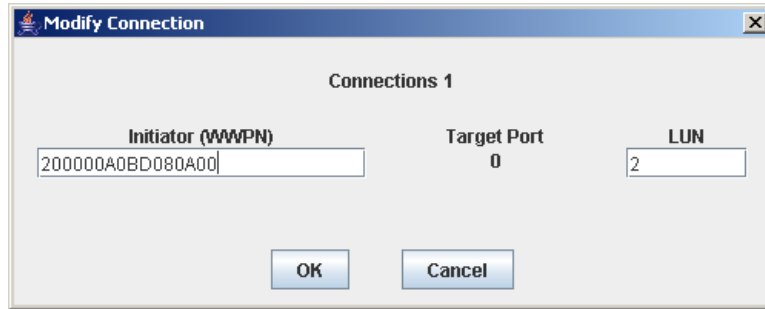 Modify Connection
Connections 1
Initiator (WWPN) Target Port LUN
200000A0BD080A00 0 2
OK Cancel